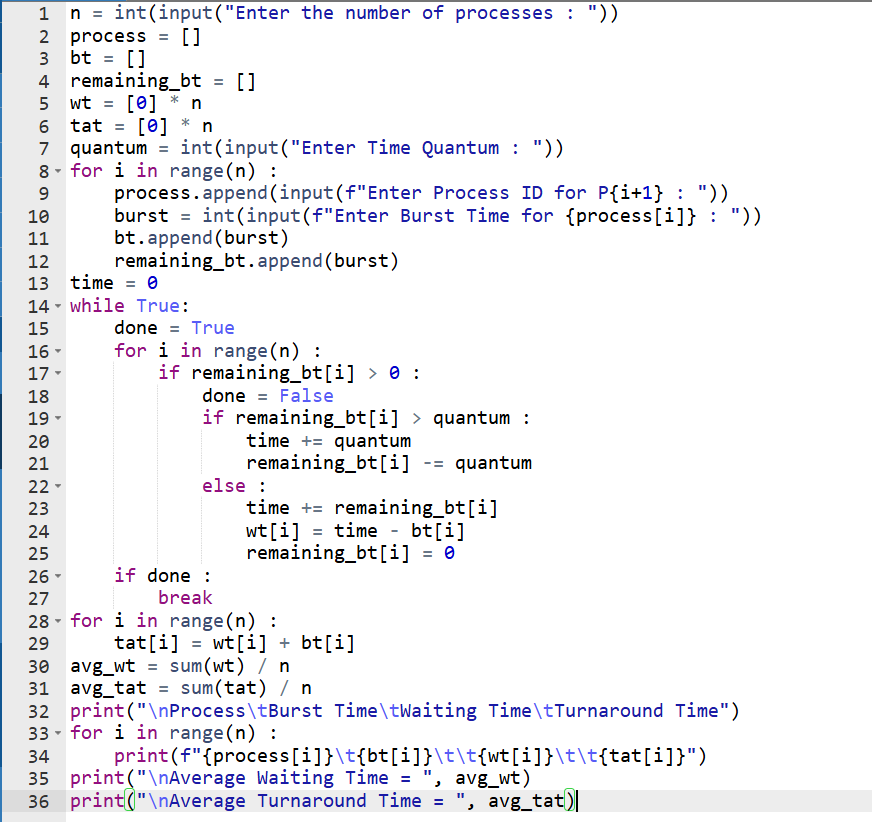 1 n = int(input("Enter the number of processes : "))
2 process = []
3 bt = []
4 remaining_bt = []
5 wt = [0] * n
6 tat = [0] * n
7 quantum = int(input("Enter Time Quantum : "))
8 for i in range(n) :
9     process.append(input(f"Enter Process ID for P{i+1} : "))
10     burst = int(input(f"Enter Burst Time for {process[i]} : "))
11     bt.append(burst)
12     remaining_bt.append(burst)
13 time = 0
14 while True:
15     done = True
16     for i in range(n) :
17         if remaining_bt[i] > 0 :
18             done = False
19             if remaining_bt[i] > quantum :
20                 time += quantum
21                 remaining_bt[i] -= quantum
22             else :
23                 time += remaining_bt[i]
24                 wt[i] = time - bt[i]
25                 remaining_bt[i] = 0
26     if done :
27         break
28 for i in range(n) :
29     tat[i] = wt[i] + bt[i]
30 avg_wt = sum(wt) / n
31 avg_tat = sum(tat) / n
32 print("\nProcess\tBurst Time\tWaiting Time\tTurnaround Time")
33 for i in range(n) :
34     print(f"{process[i]}\t{bt[i]}\t\t{wt[i]}\t\t{tat[i]}")
35 print("\nAverage Waiting Time = ", avg_wt)
36 print("\nAverage Turnaround Time = ", avg_tat)